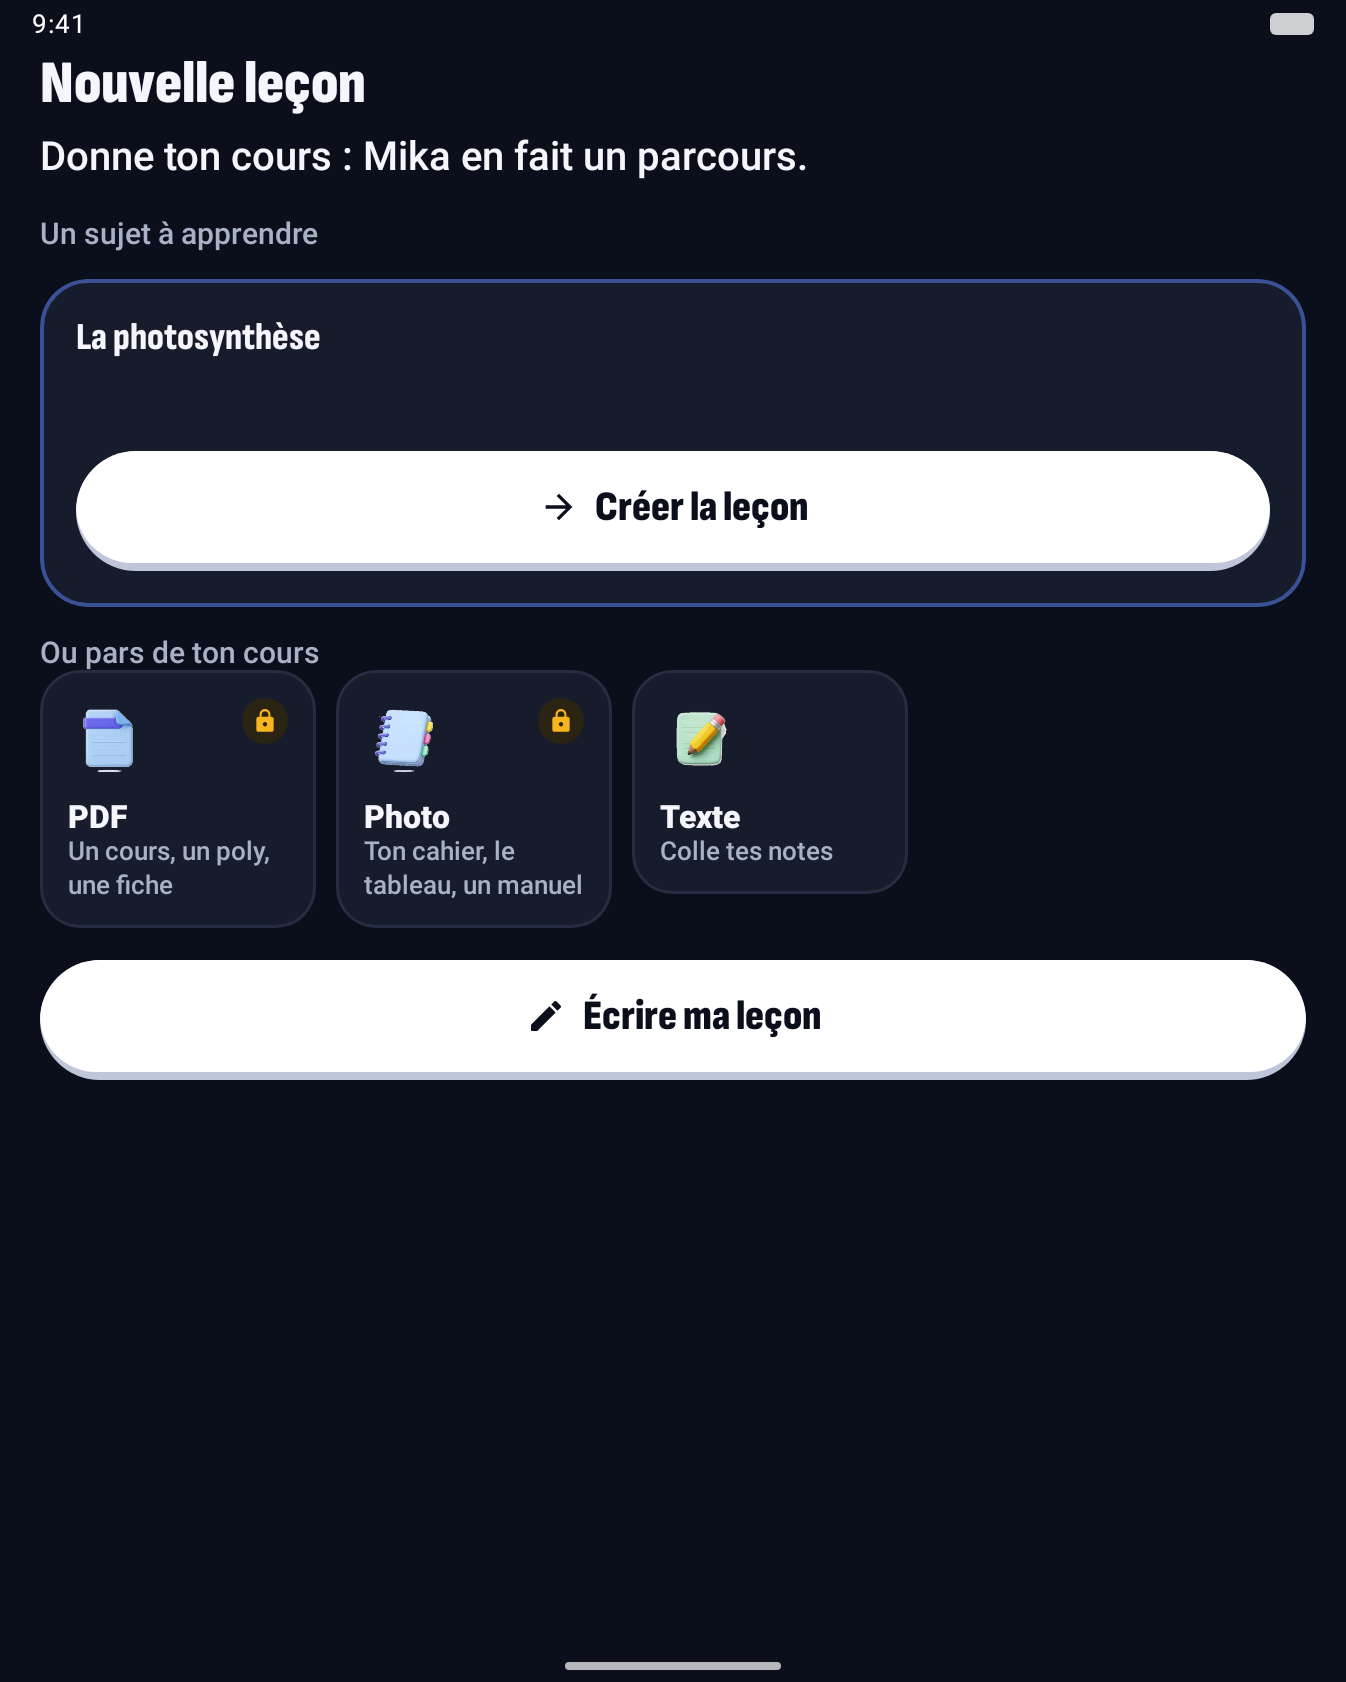 9:41
Nouvelle leçon
Donne ton cours : Mika en fait un parcours.
Un sujet à apprendre
La photosynthèse
Créer la leçon
Ou pars de ton cours
PDF
Un cours, un poly,
une fiche
Photo
Ton cahier, le
tableau, un manuel
Texte
Colle tes notes
Écrire ma leçon